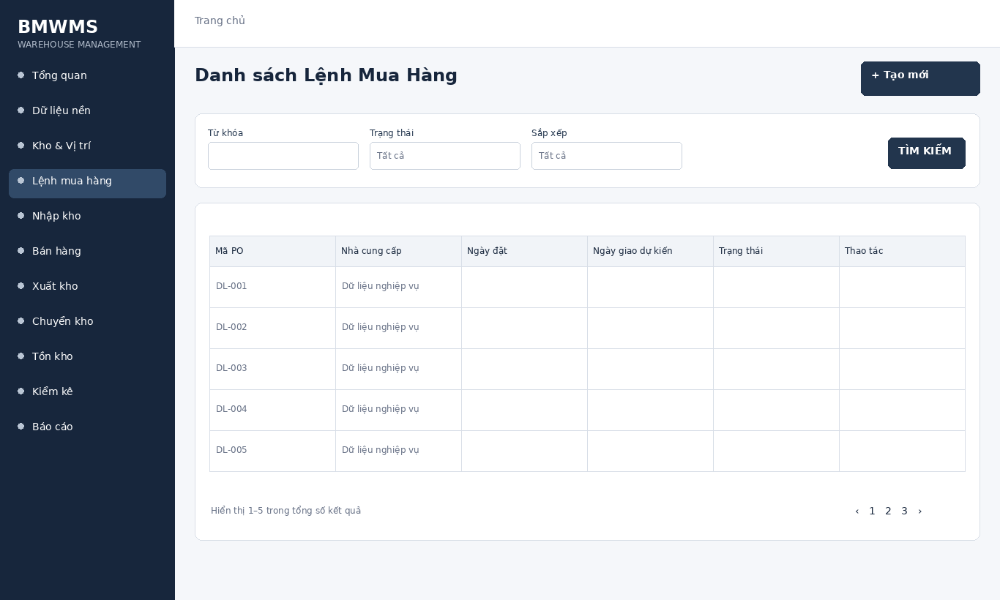 BMWMS
WAREHOUSE MANAGEMENT
Tổng quan
Dữ liệu nền
Kho & Vị trí
Lệnh mua hàng
Nhập kho
Bán hàng
Xuất kho
Chuyển kho
Tồn kho
Kiểm kê
Báo cáo
Trang chủ
Danh sách Lệnh Mua Hàng
+ Tạo mới
Từ khóa
Trạng thái
Sắp xếp
Tất cả
Tất cả
TÌM KIẾM
Mã PO Nhà cung cấp Ngày đặt Ngày giao dự kiến Trạng thái Thao tác
DL-001 Dữ liệu nghiệp vụ
DL-002 Dữ liệu nghiệp vụ
DL-003 Dữ liệu nghiệp vụ
DL-004 Dữ liệu nghiệp vụ
DL-005 Dữ liệu nghiệp vụ
Hiển thị 1–5 trong tổng số kết quả
‹ 1 2 3 ›